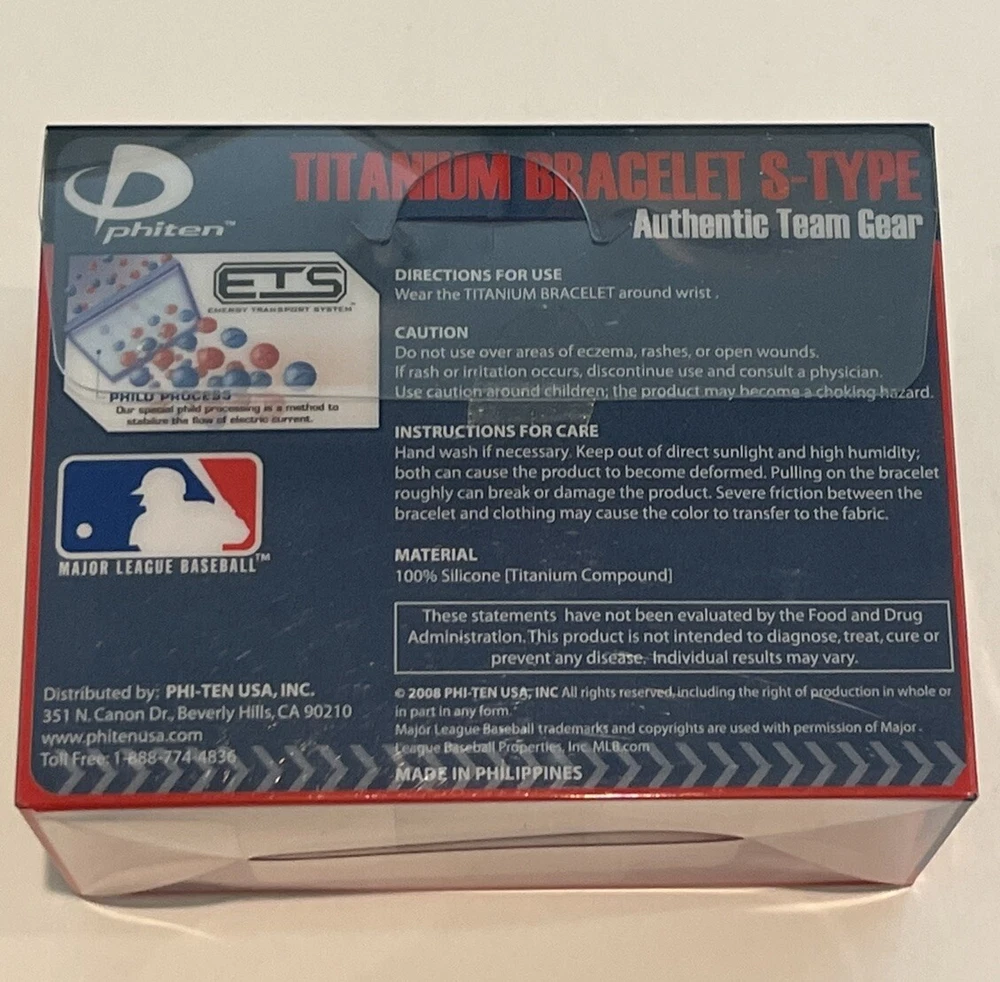 phiten™
TITANIUM BRACELET S-TYPE
Authentic Team Gear
ETS
ENERGY TRANSPORT SYSTEM™
PHILD PROCESS
Our special phild processing is a method to
stabilize the flow of electric current.
DIRECTIONS FOR USE
Wear the TITANIUM BRACELET around wrist .
CAUTION
Do not use over areas of eczema, rashes, or open wounds.
If rash or irritation occurs, discontinue use and consult a physician.
Use caution around children; the product may become a choking hazard.
INSTRUCTIONS FOR CARE
Hand wash if necessary. Keep out of direct sunlight and high humidity;
both can cause the product to become deformed. Pulling on the bracelet
roughly can break or damage the product. Severe friction between the
bracelet and clothing may cause the color to transfer to the fabric.
MAJOR LEAGUE BASEBALL™
MATERIAL
100% Silicone [Titanium Compound]
These statements have not been evaluated by the Food and Drug
Administration. This product is not intended to diagnose, treat, cure or
prevent any disease. Individual results may vary.
Distributed by: PHI-TEN USA, INC.
351 N. Canon Dr., Beverly Hills, CA 90210
www.phitenusa.com
Toll Free: 1-888-774-4836
© 2008 PHI-TEN USA, INC All rights reserved, including the right of production in whole or
in part in any form.
Major League Baseball trademarks and copyrights are used with permission of Major
League Baseball Properties, Inc. MLB.com
MADE IN PHILIPPINES